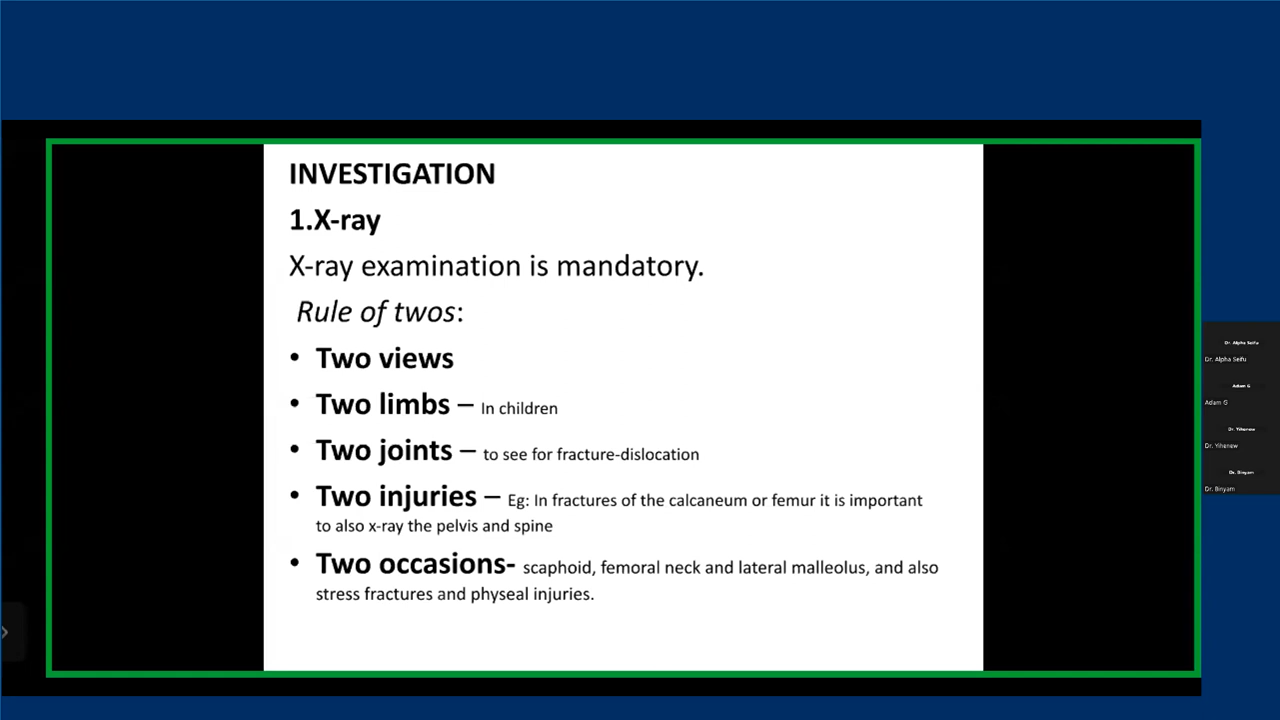 INVESTIGATION
1.X-ray
X-ray examination is mandatory.
Rule of twos:
• Two views
• Two limbs – In children
• Two joints – to see for fracture-dislocation
• Two injuries – Eg: In fractures of the calcaneum or femur it is important
to also x-ray the pelvis and spine
• Two occasions- scaphoid, femoral neck and lateral malleolus, and also
stress fractures and physeal injuries.
Dr. Alpha Seifu
Dr. Alpha Seifu
Adam G
Adam G
Dr. Yihenew
Dr. Yihenew
Dr. Binyam
Dr. Binyam